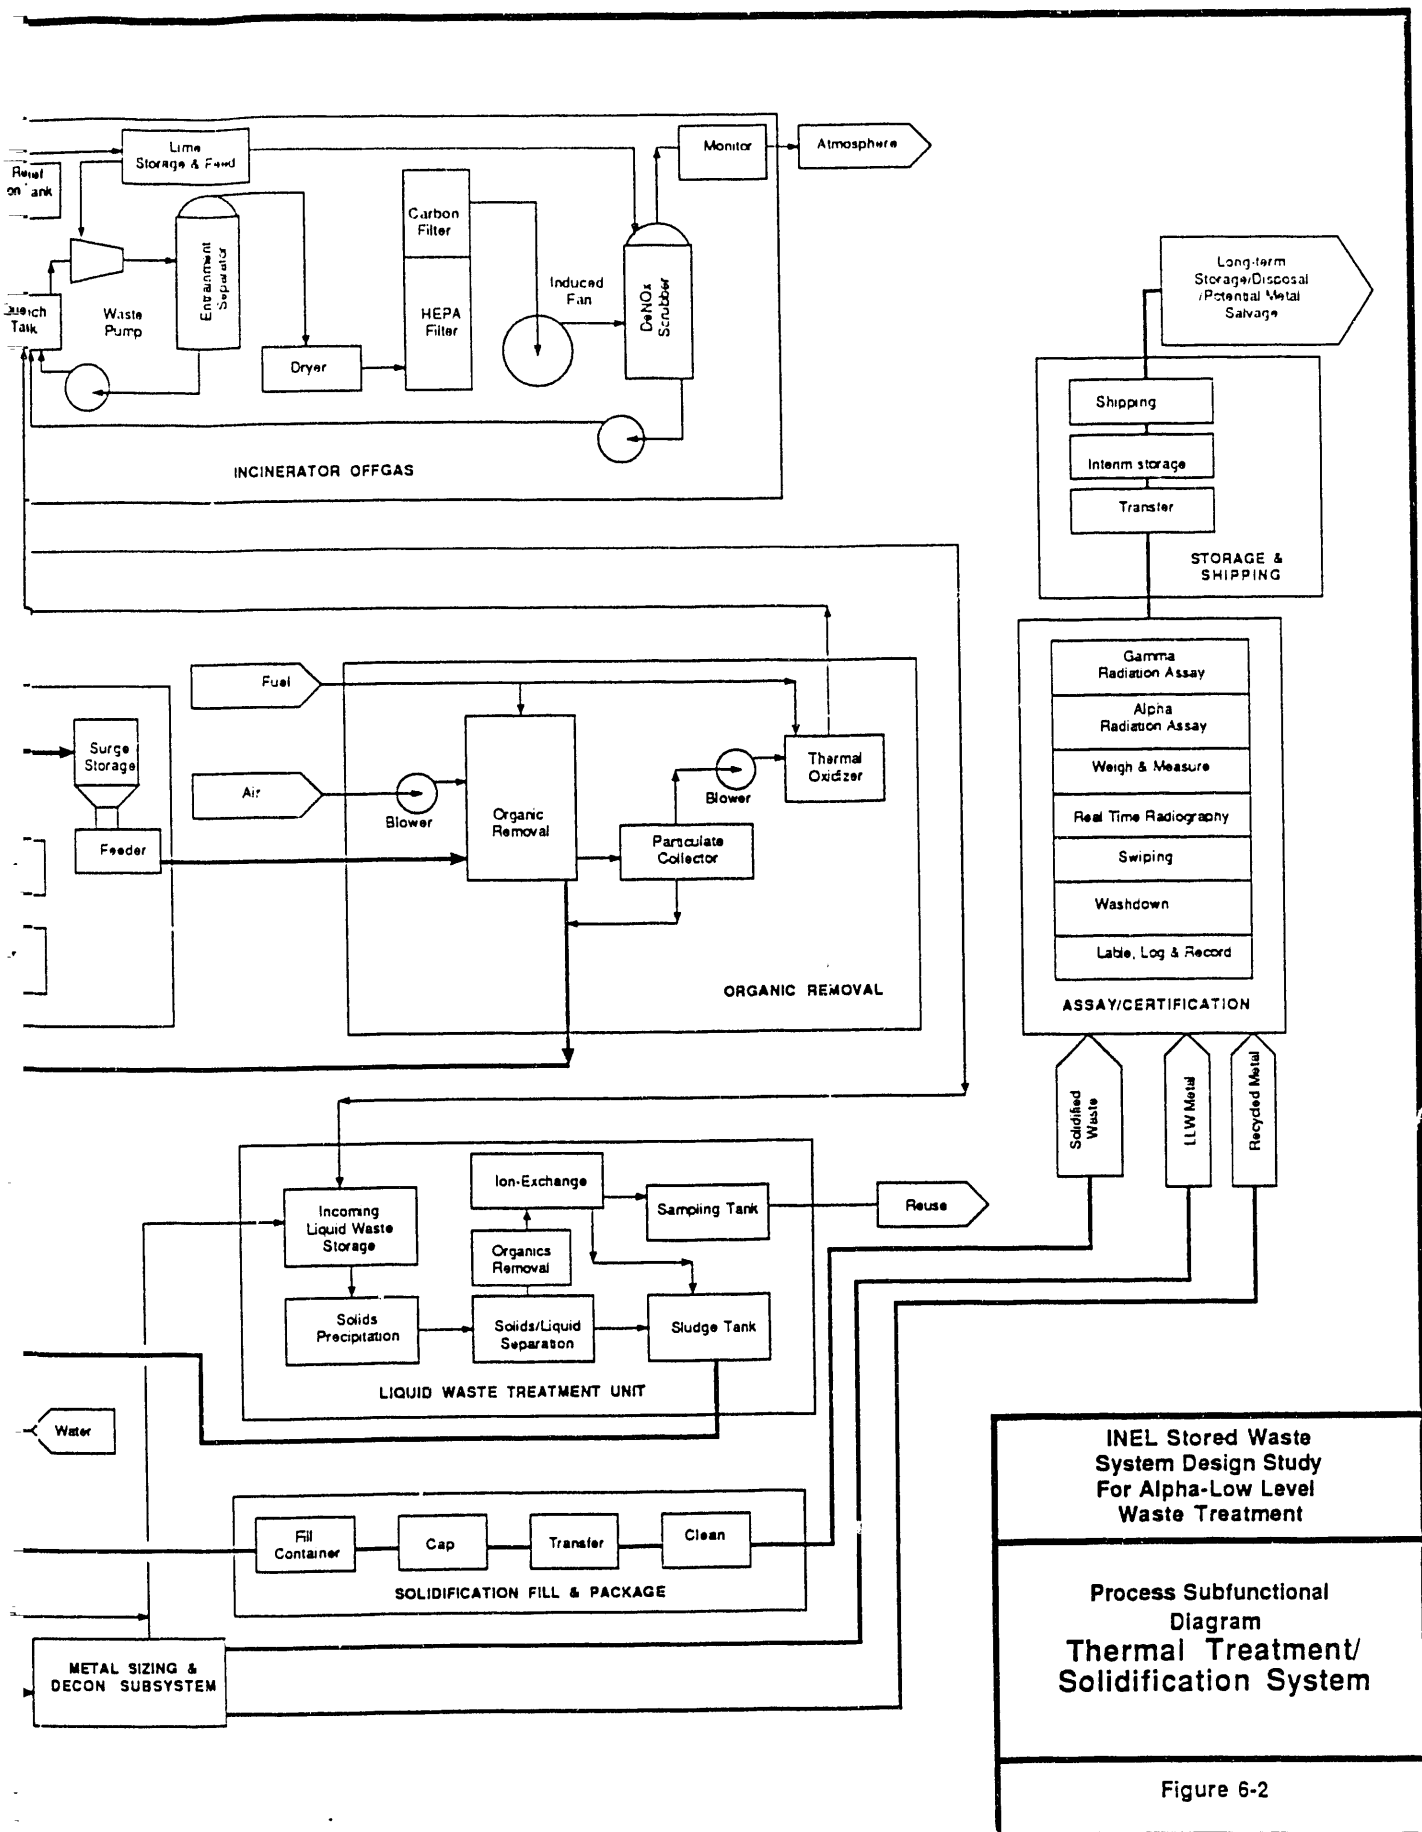 Lime
Storage & Feed
Monitor
Atmosphere
Relief
Tank
Carbon
Filter
Entrainment
Separator
Waste
Pump
HEPA
Filter
Induced
Fan
DeNOx
Scrubber
Dryer
INCINERATOR OFFGAS
Long-term
Storage/Disposal
/Potential Metal
Salvage
Shipping
Interim storage
Transfer
STORAGE &
SHIPPING
Fuel
Surge
Storage
Feeder
Air
Blower
Organic
Removal
Blower
Thermal
Oxidizer
Particulate
Collector
ORGANIC REMOVAL
Gamma
Radiation Assay
Alpha
Radiation Assay
Weigh & Measure
Real Time Radiography
Swiping
Washdown
Lable, Log & Record
ASSAY/CERTIFICATION
Solidified
Waste
LLW Metal
Recycled Metal
Incoming
Liquid Waste
Storage
Ion-Exchange
Sampling Tank
Reuse
Organics
Removal
Solids
Precipitation
Solids/Liquid
Separation
Sludge Tank
LIQUID WASTE TREATMENT UNIT
Water
Fill
Container
Cap
Transfer
Clean
SOLIDIFICATION FILL & PACKAGE
METAL SIZING &
DECON SUBSYSTEM
INEL Stored Waste
System Design Study
For Alpha-Low Level
Waste Treatment
Process Subfunctional
Diagram
Thermal Treatment/
Solidification System
Figure 6-2